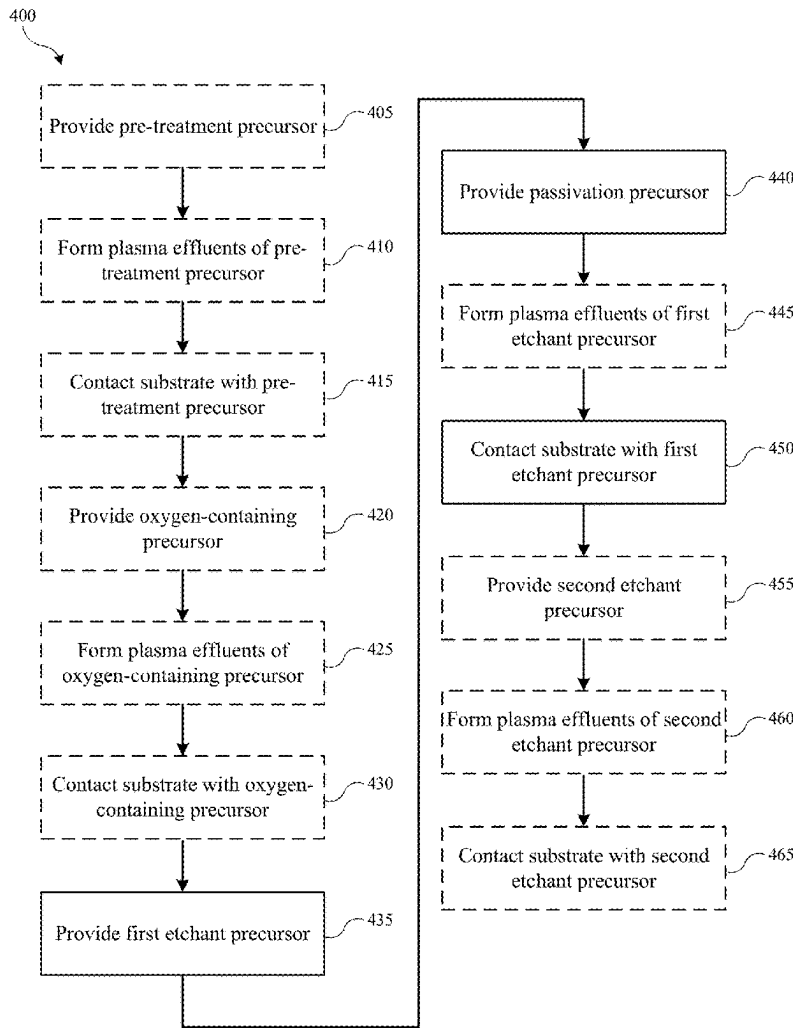 400
Provide pre-treatment precursor
405
Form plasma effluents of pre-
treatment precursor
410
Contact substrate with pre-
treatment precursor
415
Provide oxygen-containing
precursor
420
Form plasma effluents of
oxygen-containing precursor
425
Contact substrate with oxygen-
containing precursor
430
Provide first etchant precursor
435
Provide passivation precursor
440
Form plasma effluents of first
etchant precursor
445
Contact substrate with first
etchant precursor
450
Provide second etchant
precursor
455
Form plasma effluents of second
etchant precursor
460
Contact substrate with second
etchant precursor
465